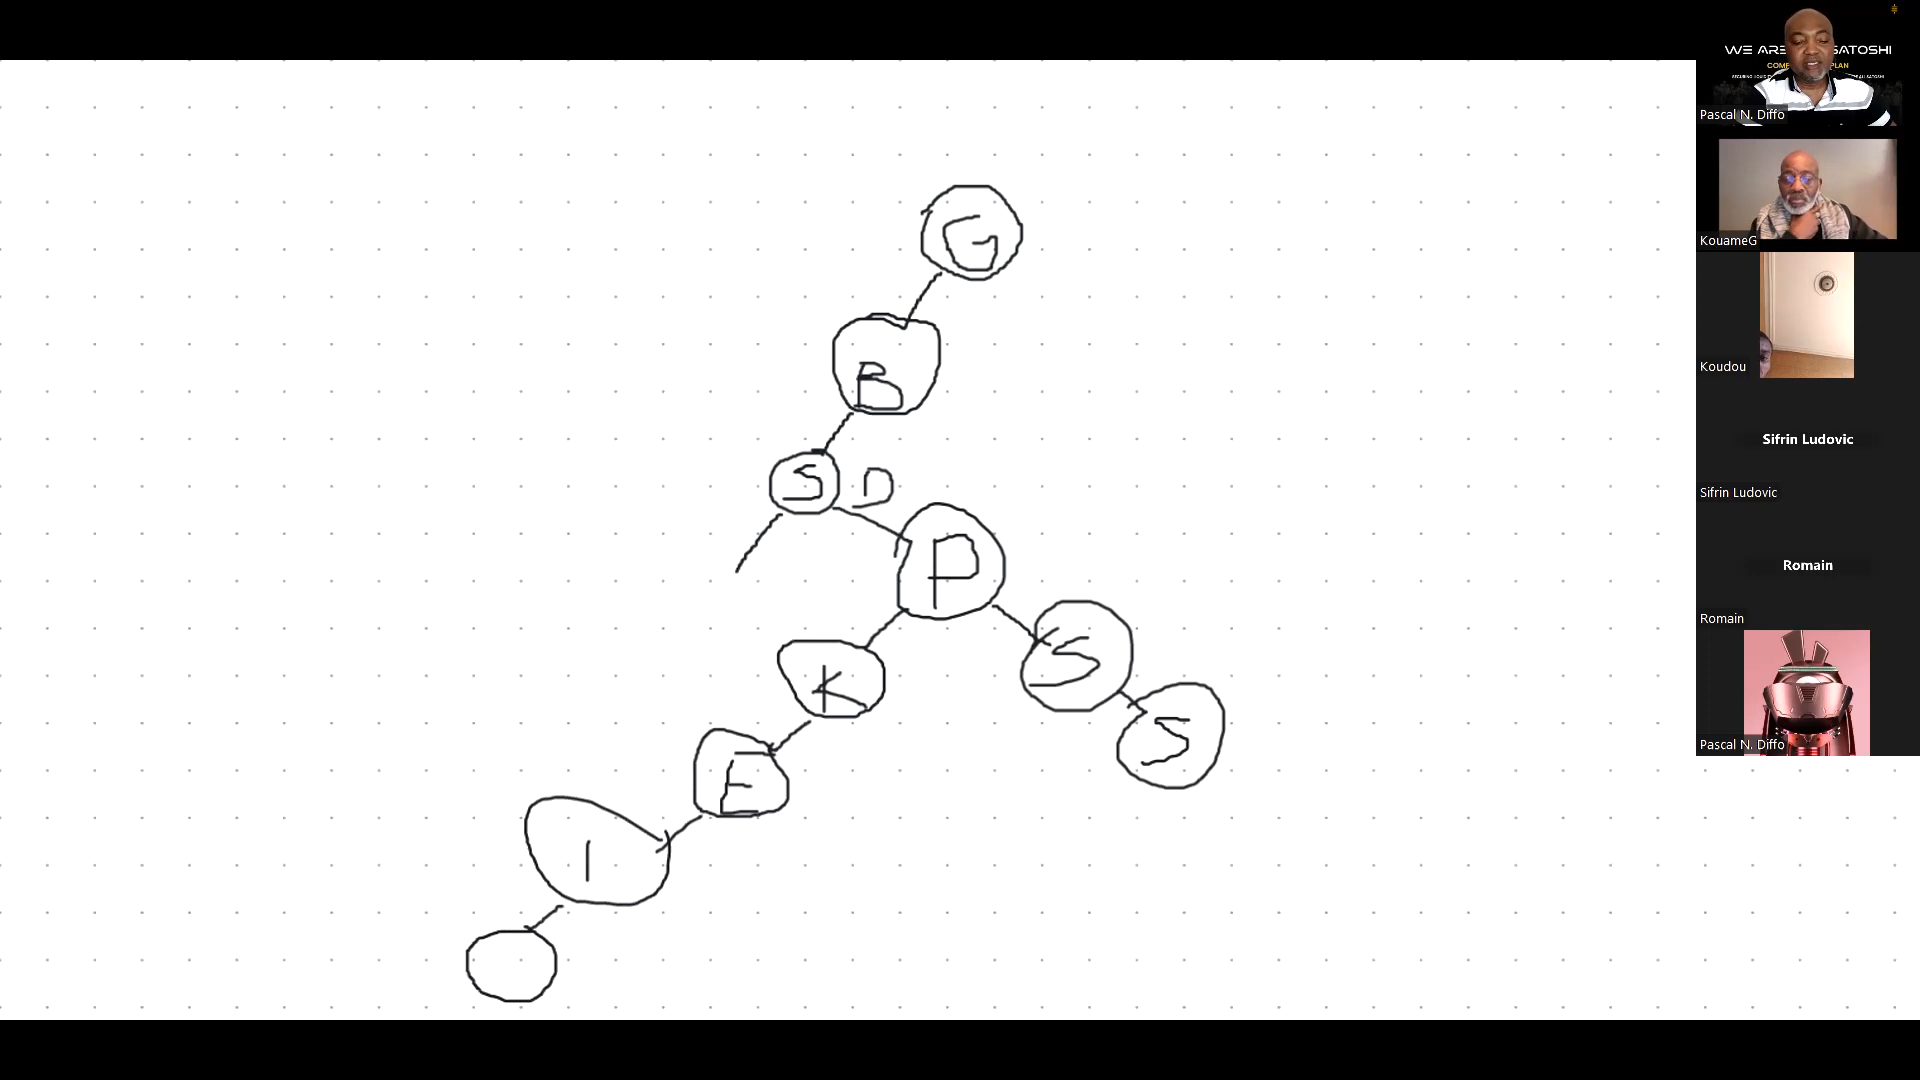 G
B
S D
P
K
S
S
E
I
WE ARE SATOSHI
Pascal N. Diffo
KouameG
Koudou
Sifrin Ludovic
Sifrin Ludovic
Romain
Romain
Pascal N. Diffo